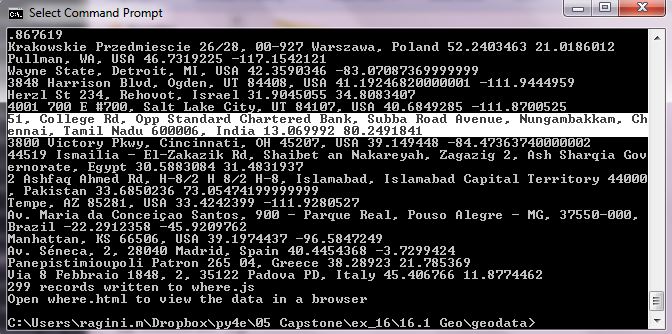 Select Command Prompt
.867619
Krakowskie Przedmiescie 26/28, 00-927 Warszawa, Poland 52.2403463 21.0186012
Pullman, WA, USA 46.7319225 -117.1542121
Wayne State, Detroit, MI, USA 42.3590346 -83.07087369999999
3848 Harrison Blvd, Ogden, UT 84408, USA 41.19246820000001 -111.9444959
Herzl St 234, Rehovot, Israel 31.9045055 34.8083407
4001 700 E #700, Salt Lake City, UT 84107, USA 40.6849285 -111.8700525
51, College Rd, Opp Standard Chartered Bank, Subba Road Avenue, Nungambakkam, Ch
ennai, Tamil Nadu 600006, India 13.069992 80.2491841
3800 Victory Pkwy, Cincinnati, OH 45207, USA 39.149448 -84.47363740000002
44519 Ismailia - El-Zakazik Rd, Shaibet an Nakareyah, Zagazig 2, Ash Sharqia Gov
ernorate, Egypt 30.5883084 31.4831937
2 Ashfaq Ahmed Rd, H-8/2 H 8/2 H-8, Islamabad, Islamabad Capital Territory 44000
, Pakistan 33.6850236 73.05474199999999
Tempe, AZ 85281, USA 33.4242399 -111.9280527
Av. Maria da Conceiçao Santos, 900 - Parque Real, Pouso Alegre - MG, 37550-000,
Brazil -22.2912358 -45.9209762
Manhattan, KS 66506, USA 39.1974437 -96.5847249
Av. Séneca, 2, 28040 Madrid, Spain 40.4454368 -3.7299424
Panepistimioupoli Patron 265 04, Greece 38.28923 21.785369
Via 8 Febbraio 1848, 2, 35122 Padova PD, Italy 45.406766 11.8774462
299 records written to where.js
Open where.html to view the data in a browser
C:\Users\ragini.m\Dropbox\py4e\05 Capstone\ex_16\16.1 Geo\geodata>